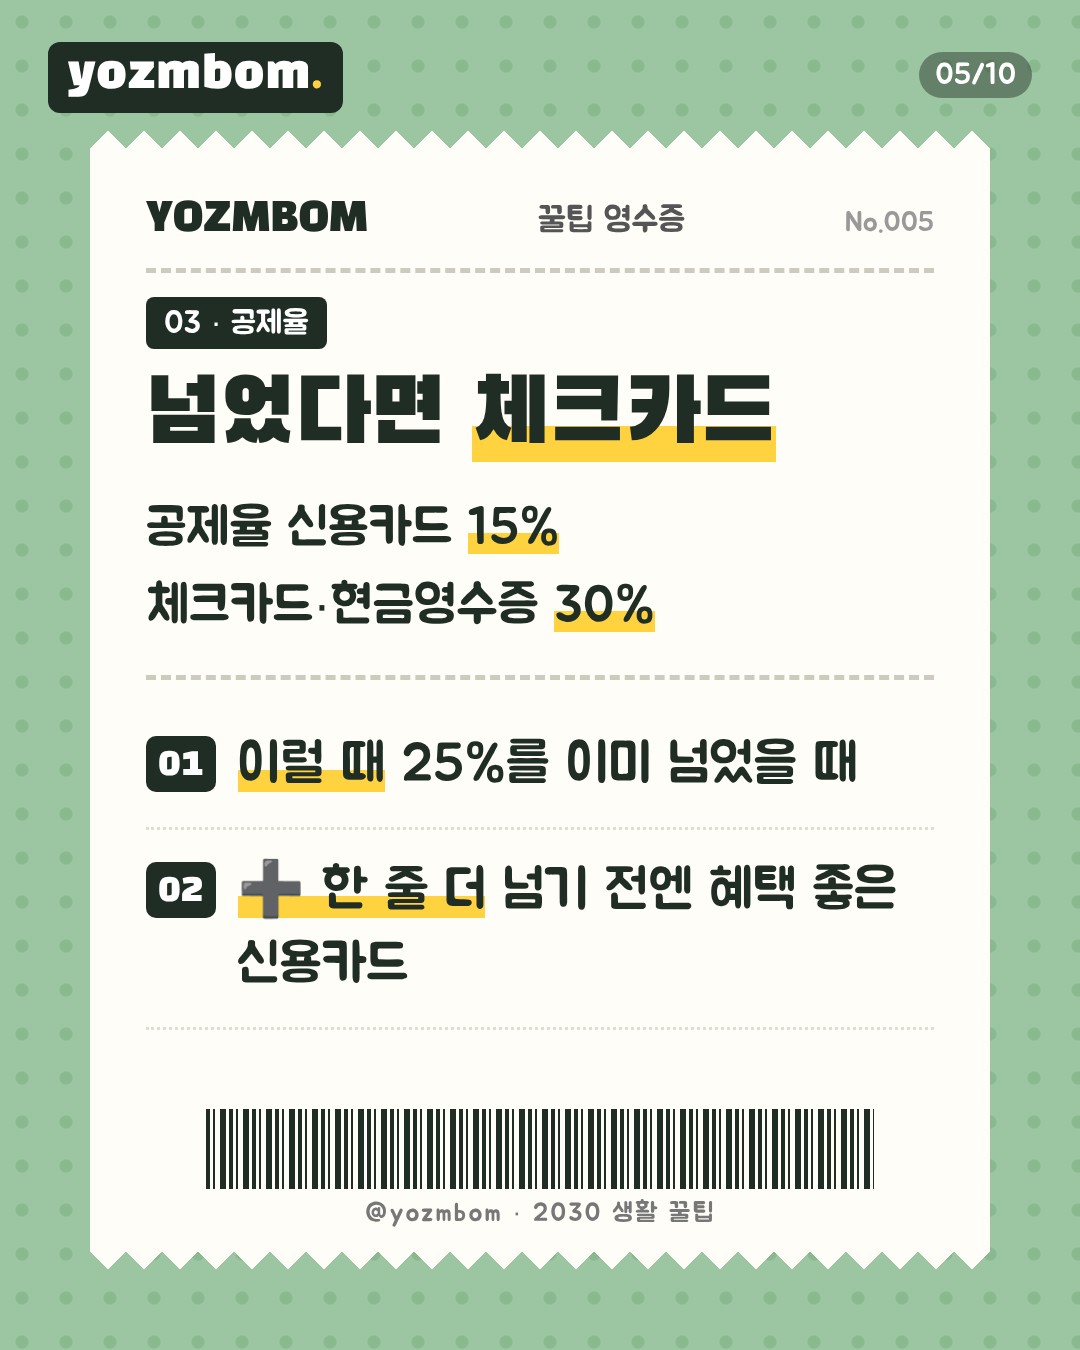 yozmbom.
05/10
YOZMBOM 꿀팁 영수증 No.005
03 · 공제율
넘었다면 체크카드
공제율 신용카드 15%
체크카드·현금영수증 30%
01 이럴 때 25%를 이미 넘었을 때
02 ➕ 한 줄 더 넘기 전엔 혜택 좋은
신용카드
@yozmbom · 2030 생활 꿀팁